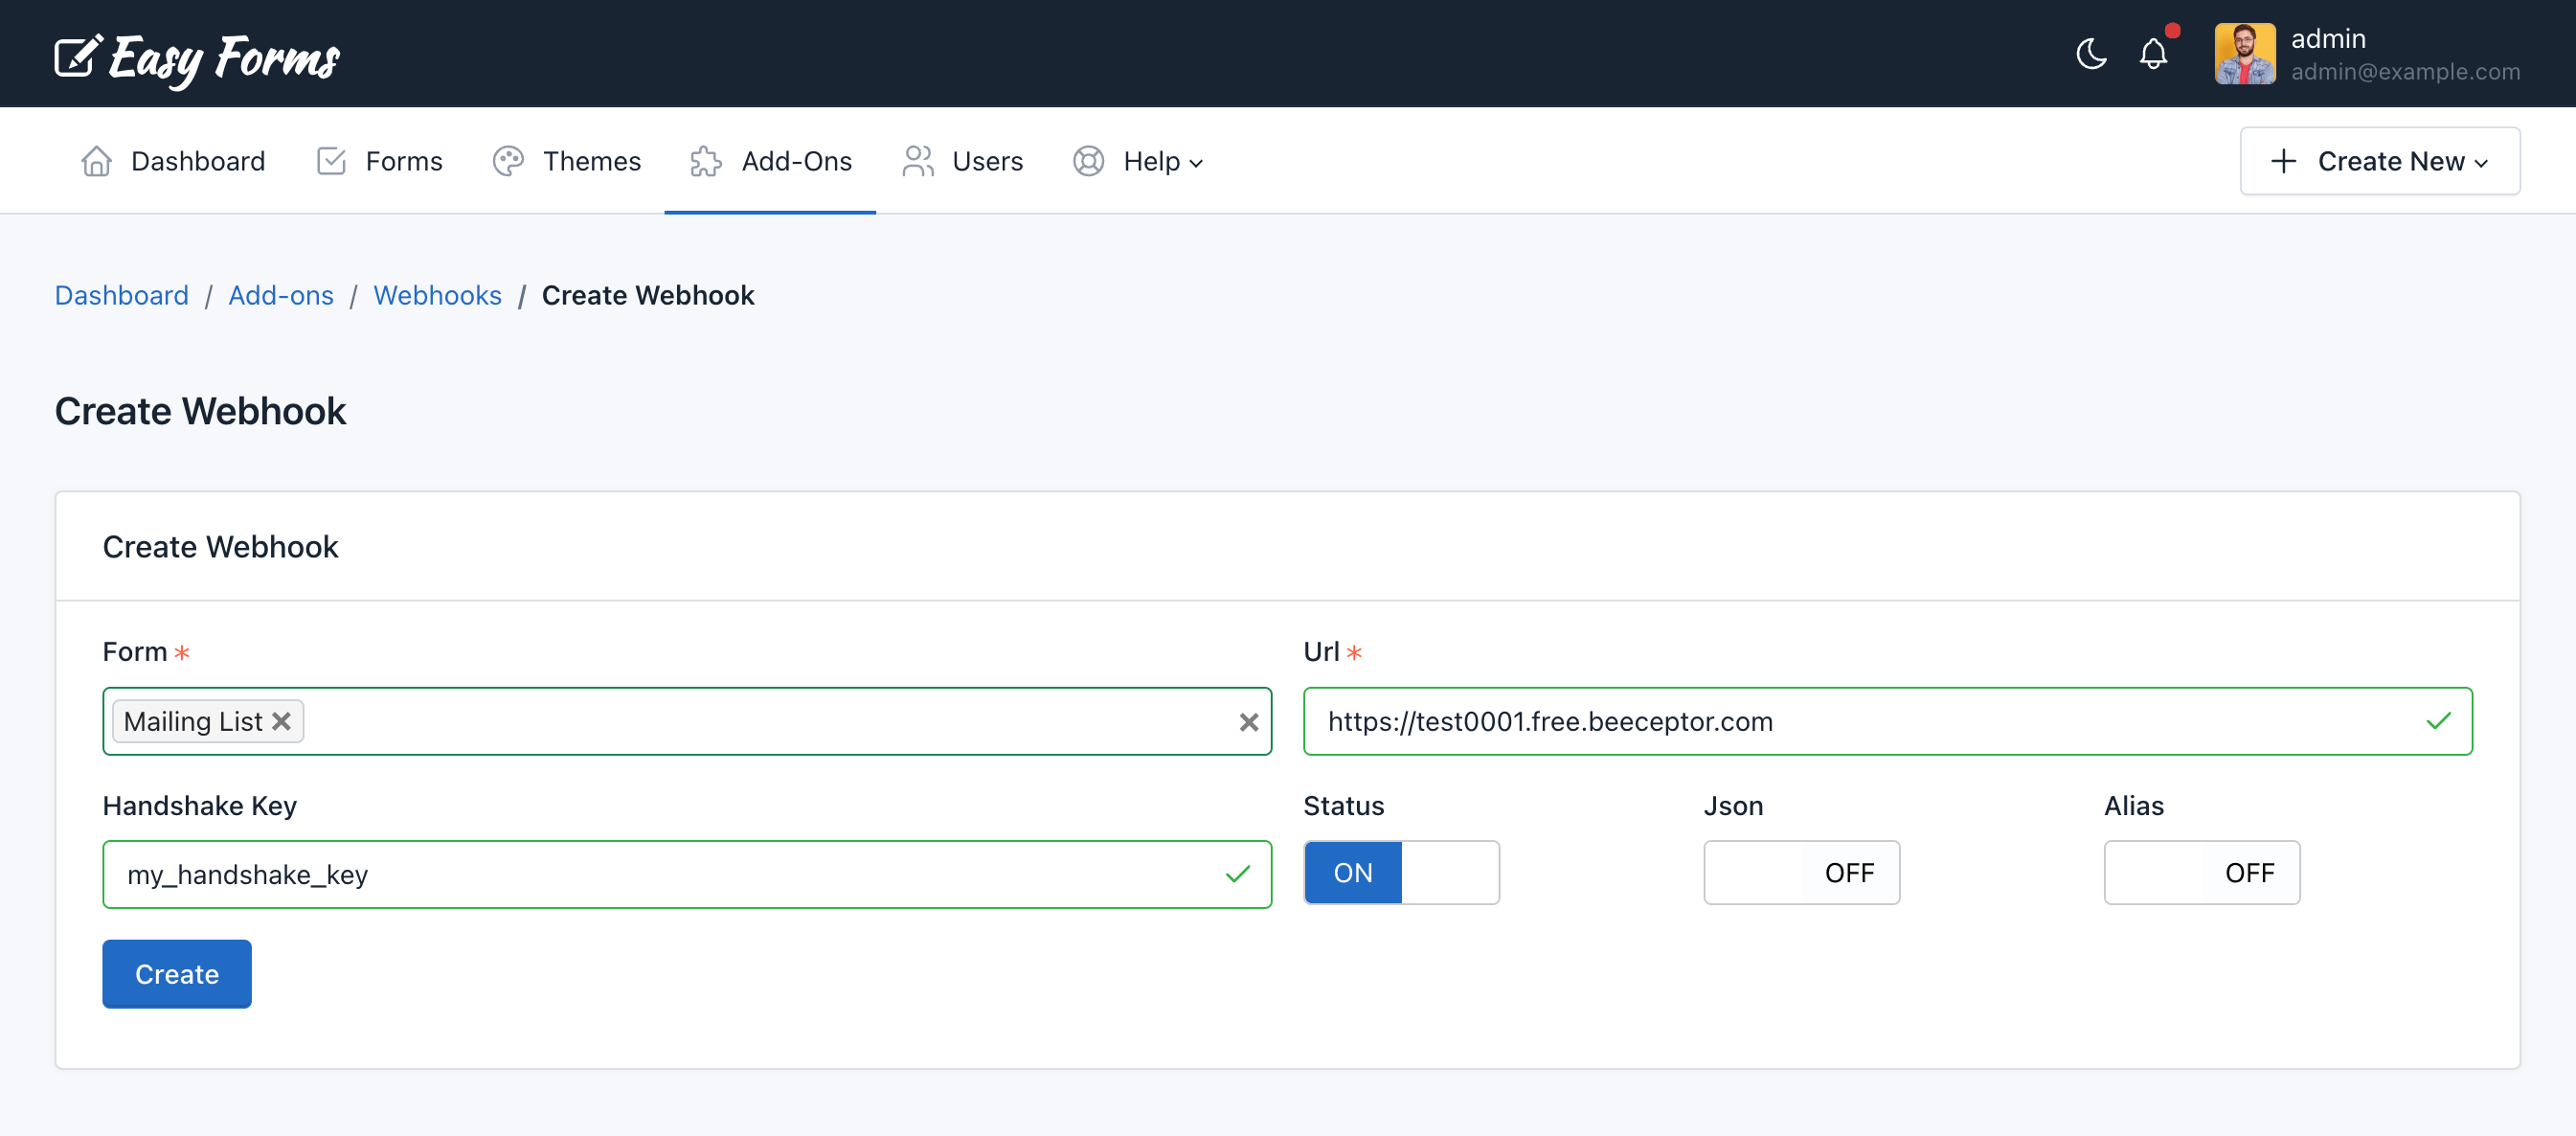 Easy Forms
admin
admin@example.com
Dashboard Forms Themes Add-Ons Users Help Create New
Dashboard / Add-ons / Webhooks / Create Webhook
Create Webhook
Create Webhook
Form * Url *
Mailing List https://test0001.free.beeceptor.com
Handshake Key Status Json Alias
my_handshake_key ON OFF OFF
Create